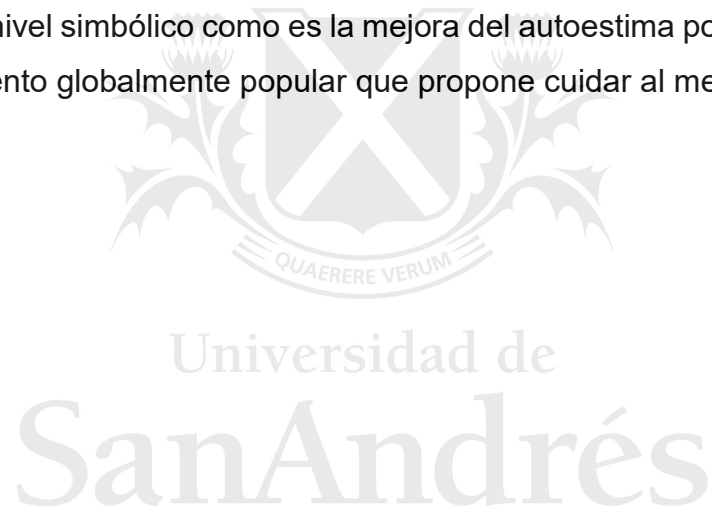 nivel simbólico como es la mejora del autoestima po
ento globalmente popular que propone cuidar al me
QUAERERE VERUM
Universidad de
SanAndrés